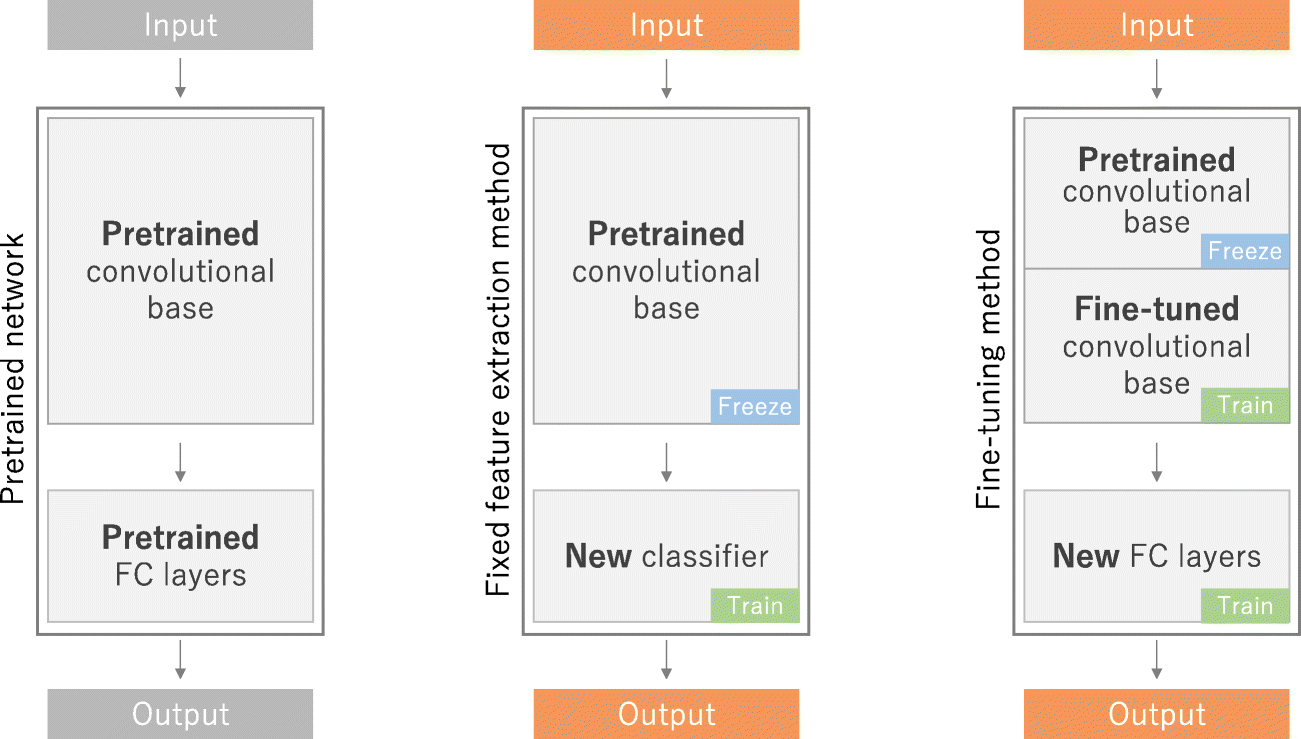 Input
Pretrained network
Pretrained
convolutional
base
Pretrained
FC layers
Output
Input
Fixed feature extraction method
Pretrained
convolutional
base
Freeze
New classifier
Train
Output
Input
Fine-tuning method
Pretrained
convolutional
base
Freeze
Fine-tuned
convolutional
base
Train
New FC layers
Train
Output